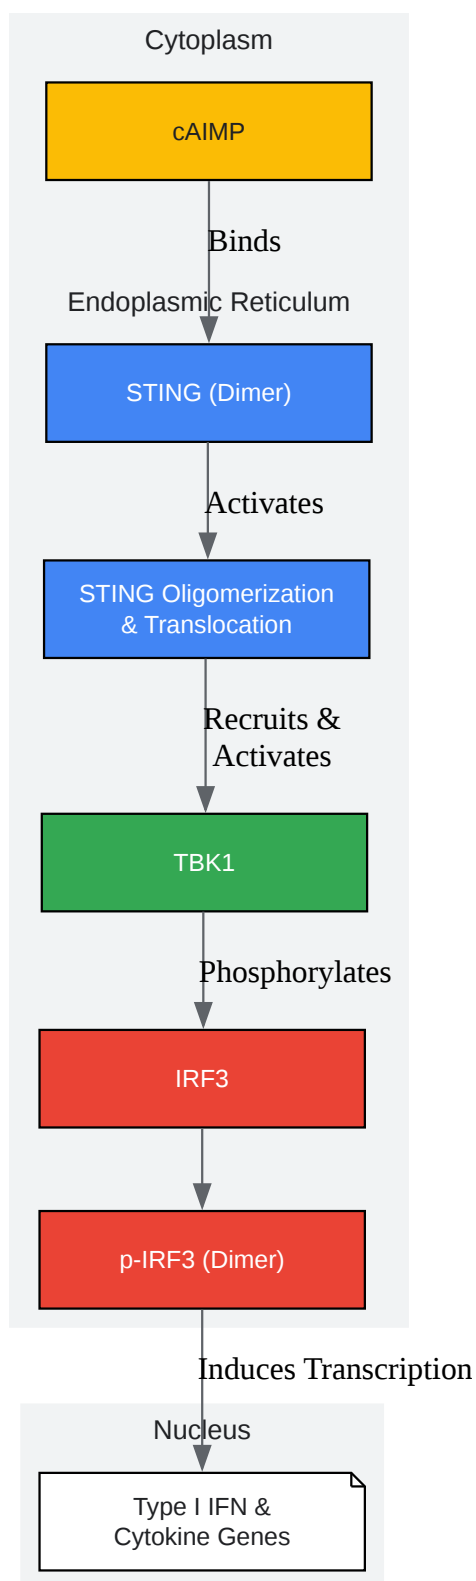 Cytoplasm
cAIMP
Binds
Endoplasmic Reticulum
STING (Dimer)
Activates
STING Oligomerization
& Translocation
Recruits &
Activates
TBK1
Phosphorylates
IRF3
p-IRF3 (Dimer)
Induces Transcription
Nucleus
Type I IFN &
Cytokine Genes